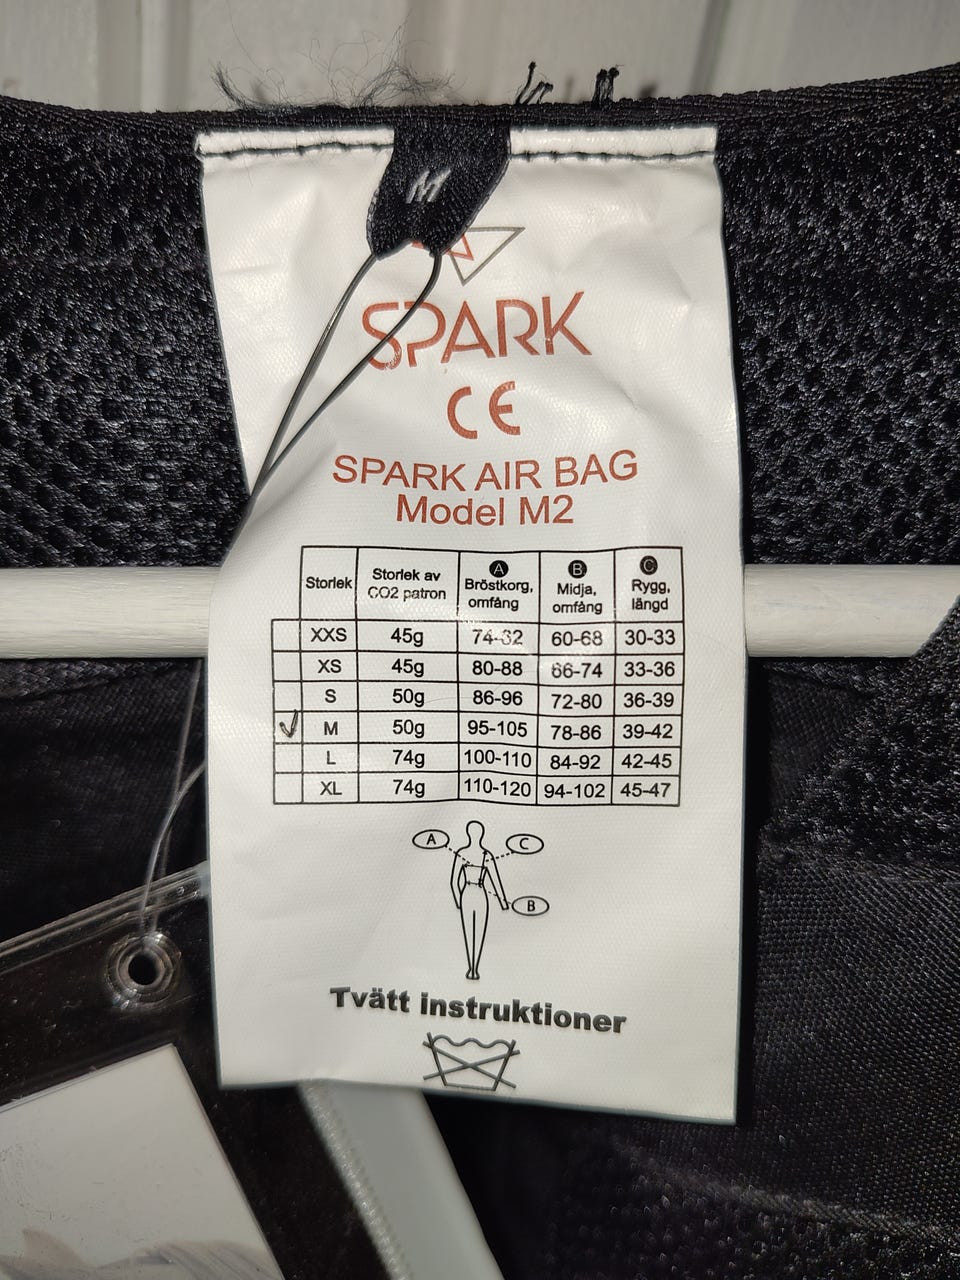 M
SPARK
CE
SPARK AIR BAG
Model M2
Storlek Storlek av CO2 patron A Bröstkorg, omfång B Midja, omfång C Rygg, längd
XXS 45g 74-82 60-68 30-33
XS 45g 80-88 66-74 33-36
S 50g 86-96 72-80 36-39
✓ M 50g 95-105 78-86 39-42
L 74g 100-110 84-92 42-45
XL 74g 110-120 94-102 45-47
A C
B
Tvätt instruktioner